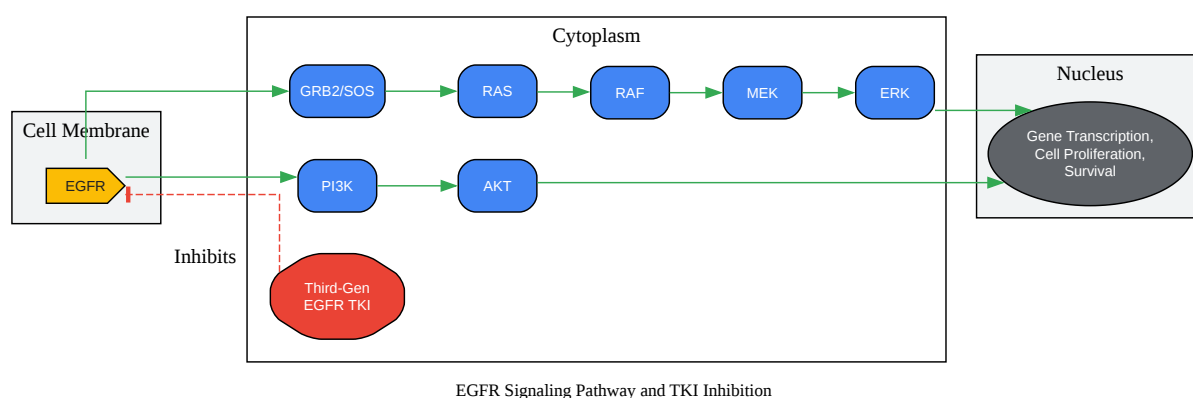 Cytoplasm
Nucleus
Cell Membrane
GRB2/SOS
RAS
RAF
MEK
ERK
Gene Transcription,
Cell Proliferation,
Survival
EGFR
PI3K
AKT
Inhibits
Third-Gen
EGFR TKI
EGFR Signaling Pathway and TKI Inhibition